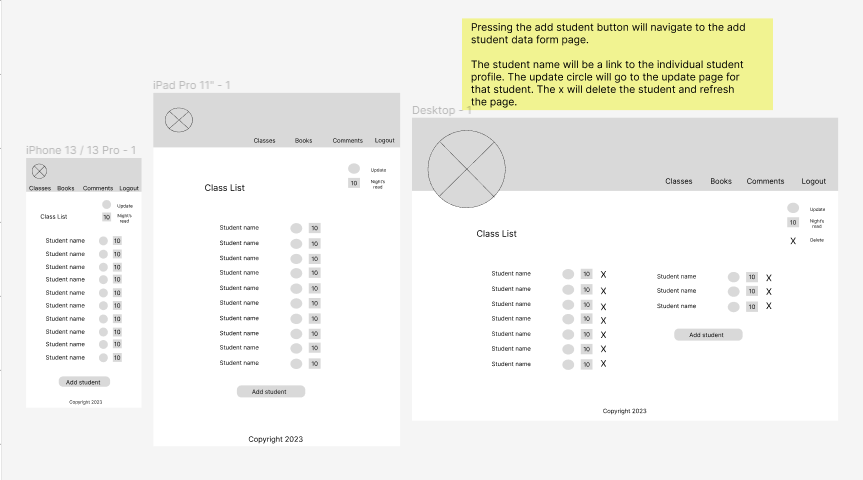 Pressing the add student button will navigate to the add
student data form page.
The student name will be a link to the individual student
profile. The update circle will go to the update page for
that student. The x will delete the student and refresh
the page.
iPhone 13 / 13 Pro - 1
Classes Books Comments Logout
Update
Class List
10 Night's
read
Student name 10
Student name 10
Student name 10
Student name 10
Student name 10
Student name 10
Student name 10
Student name 10
Student name 10
Student name 10
Add student
Copyright 2023
iPad Pro 11" - 1
Classes Books Comments Logout
Update
10 Night's
read
Class List
Student name 10
Student name 10
Student name 10
Student name 10
Student name 10
Student name 10
Student name 10
Student name 10
Student name 10
Student name 10
Add student
Copyright 2023
Desktop - 1
Classes Books Comments Logout
Update
10 Night's
read
X Delete
Class List
Student name 10 X
Student name 10 X
Student name 10 X
Student name 10 X
Student name 10 X
Student name 10 X
Student name 10 X
Student name 10 X
Student name 10 X
Student name 10 X
Add student
Copyright 2023